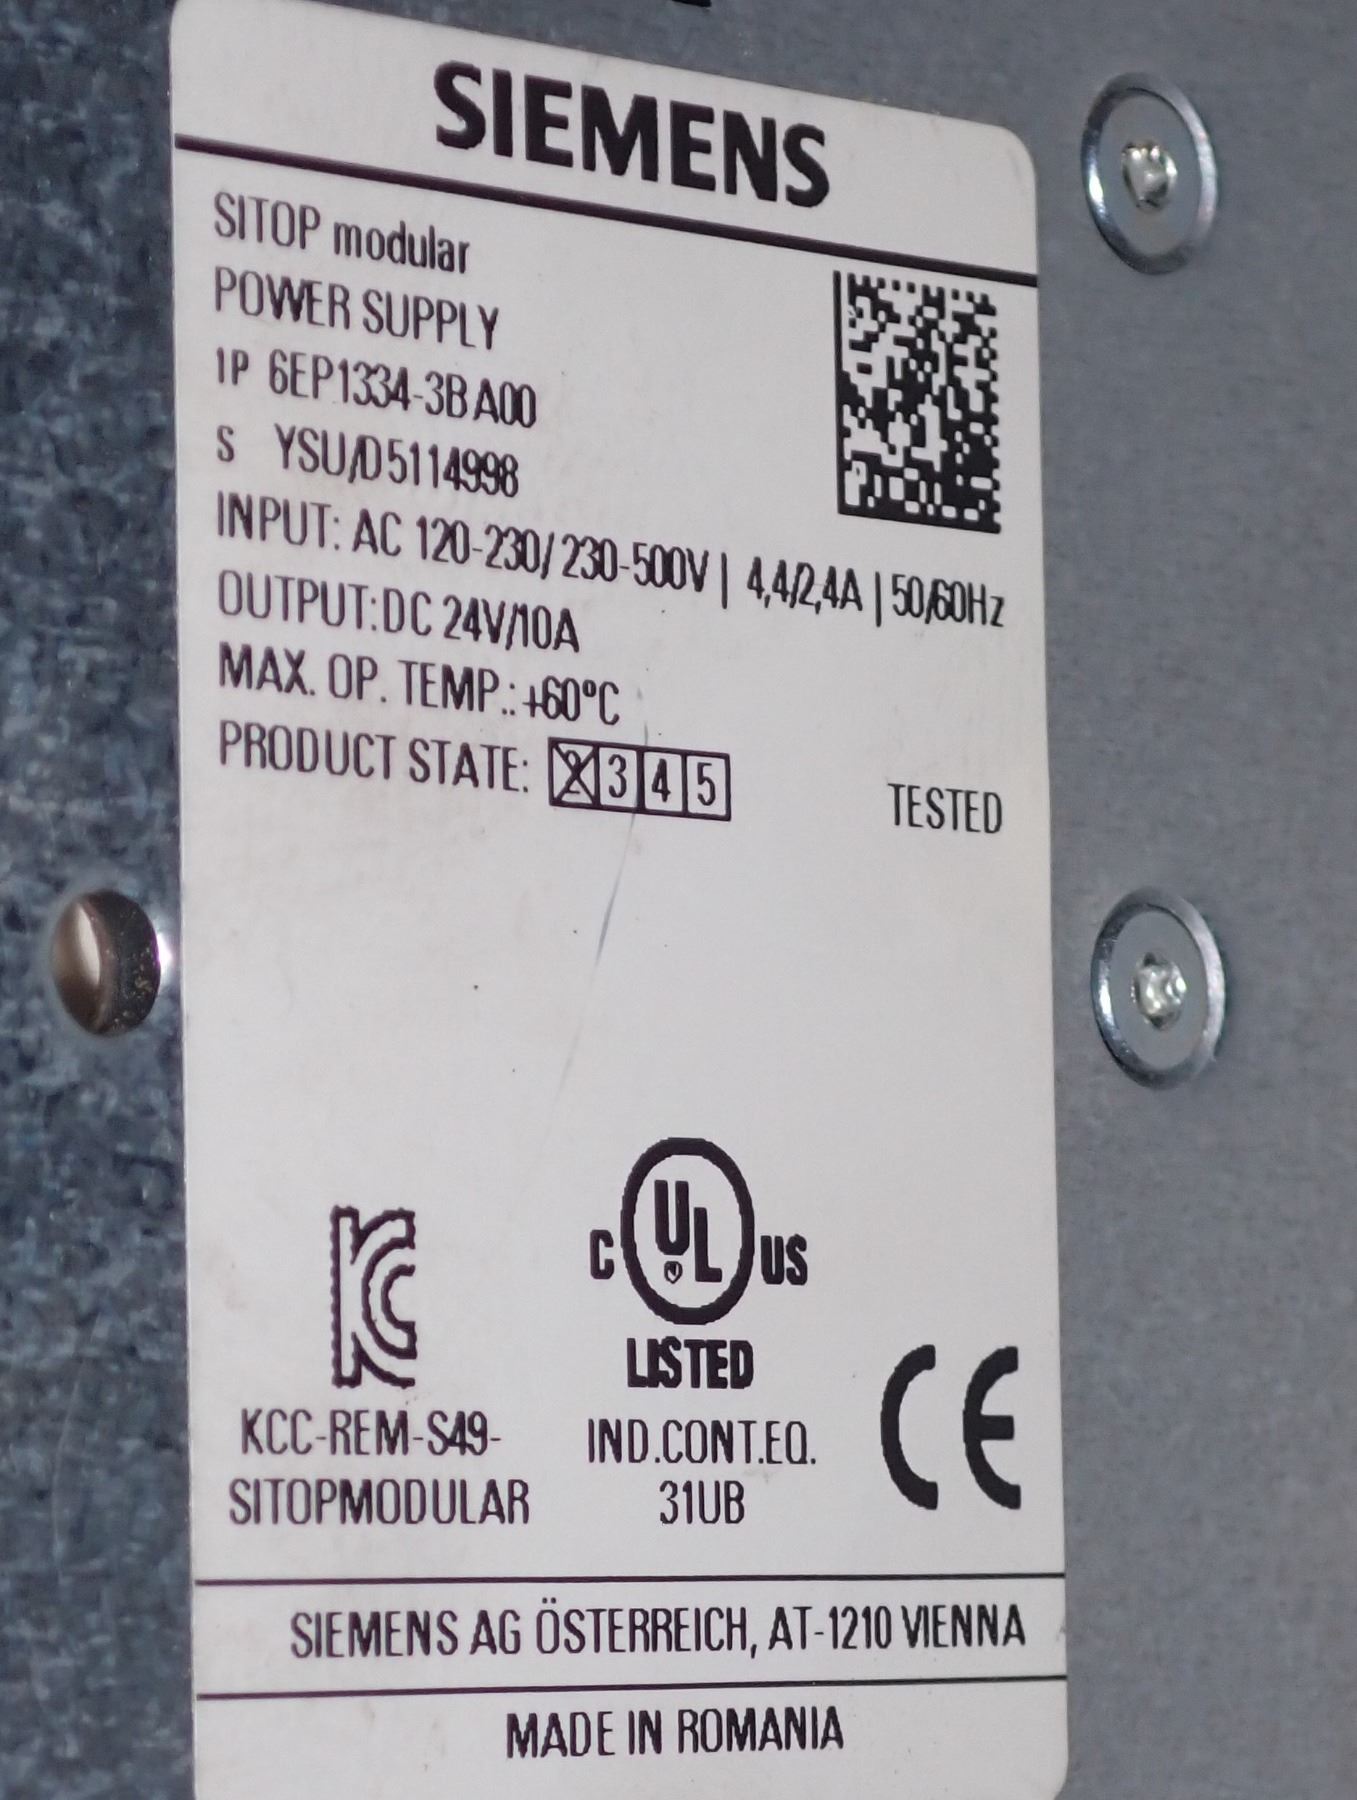 SIEMENS
SITOP modular
POWER SUPPLY
1P 6EP1334-3BA00
S YSU/D5114998
INPUT: AC 120-230/230-500V | 4,4/2,4A | 50/60Hz
OUTPUT:DC 24V/10A
MAX. OP. TEMP.: +60°C
PRODUCT STATE: 2 3 4 5
TESTED
C UL US
LISTED
KCC-REM-S49-
SITOPMODULAR
IND.CONT.EQ.
31UB
CE
SIEMENS AG ÖSTERREICH, AT-1210 VIENNA
MADE IN ROMANIA